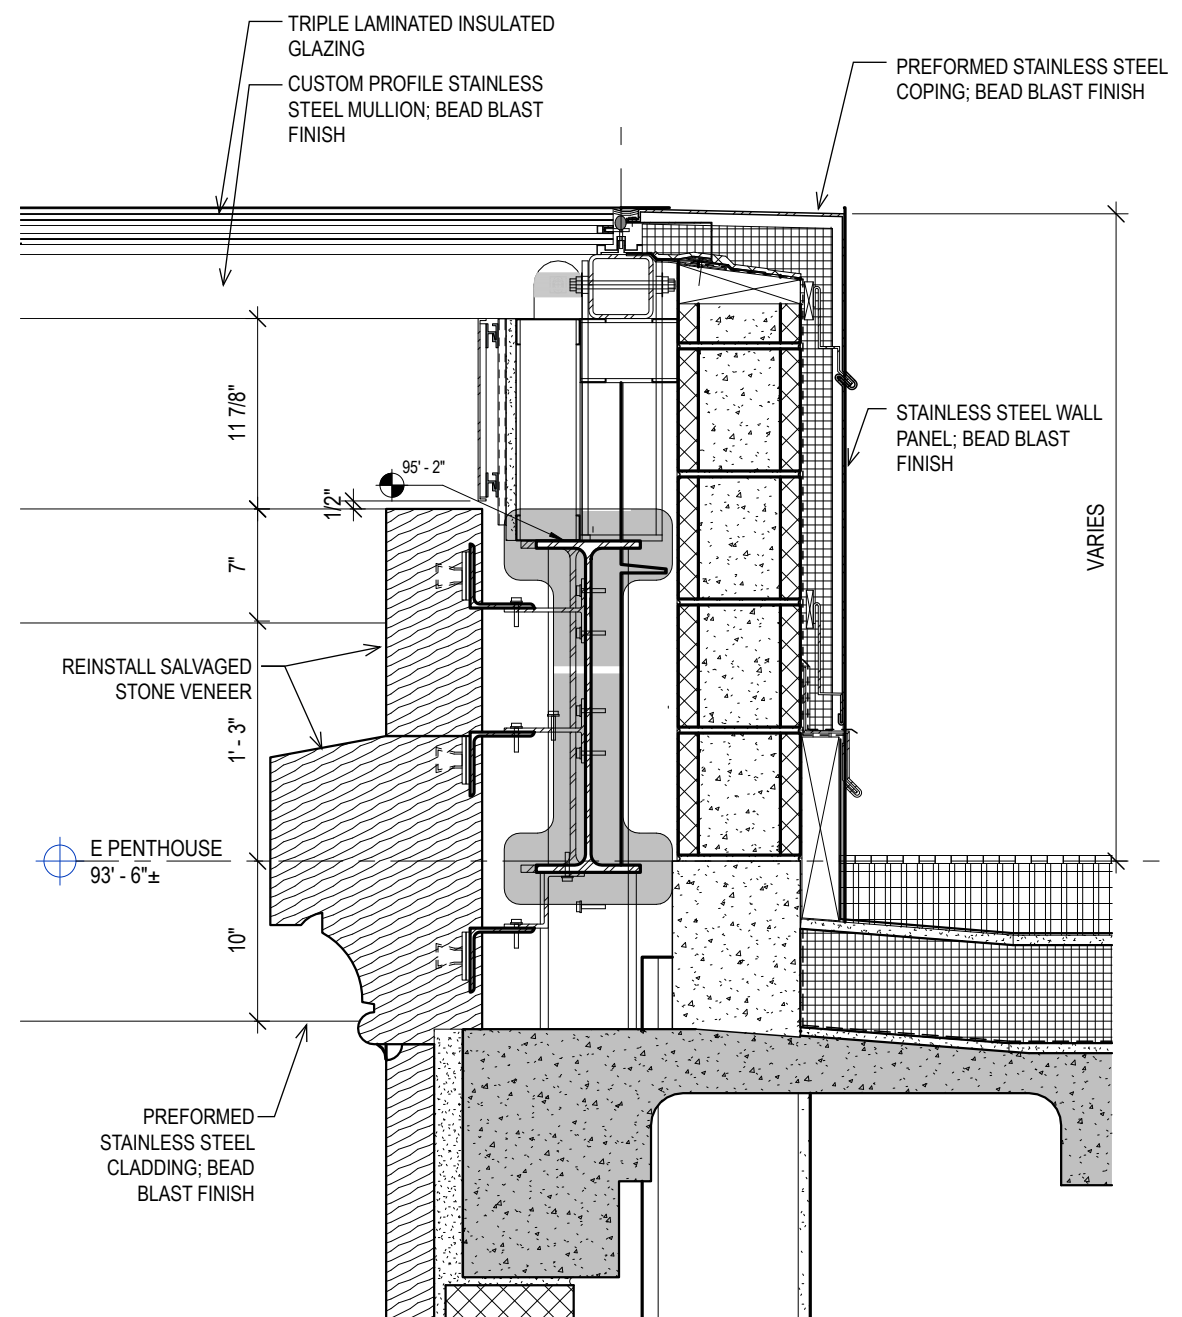 TRIPLE LAMINATED INSULATED
GLAZING
CUSTOM PROFILE STAINLESS
STEEL MULLION; BEAD BLAST
FINISH
PREFORMED STAINLESS STEEL
COPING; BEAD BLAST FINISH
11 7/8"
STAINLESS STEEL WALL
PANEL; BEAD BLAST
FINISH
95' - 2"
1/2"
VARIES
7"
REINSTALL SALVAGED
STONE VENEER
1' - 3"
E PENTHOUSE
93' - 6"±
10"
PREFORMED
STAINLESS STEEL
CLADDING; BEAD
BLAST FINISH